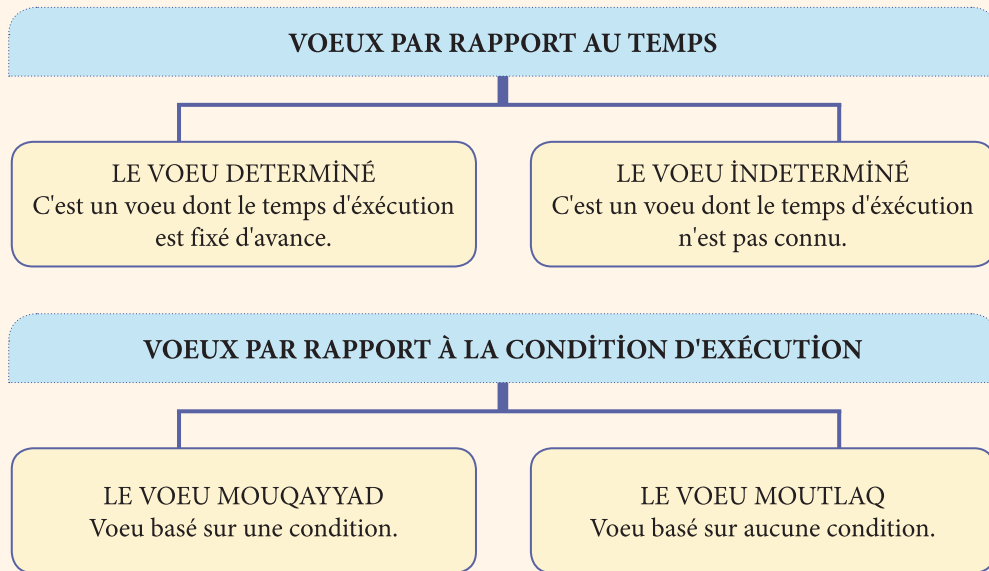 VOEUX PAR RAPPORT AU TEMPS
LE VOEU DETERMİNÉ
C'est un voeu dont le temps d'éxécution
est fixé d'avance.
LE VOEU İNDETERMİNÉ
C'est un voeu dont le temps d'éxécution
n'est pas connu.
VOEUX PAR RAPPORT À LA CONDİTİON D'EXÉCUTİON
LE VOEU MOUQAYYAD
Voeu basé sur une condition.
LE VOEU MOUTLAQ
Voeu basé sur aucune condition.